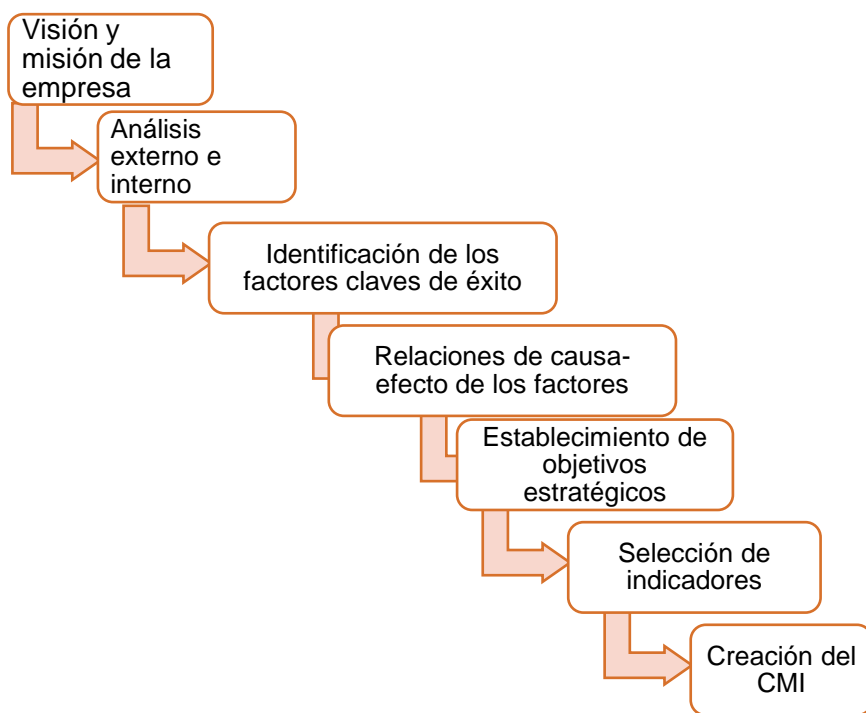 Visión y
misión de la
empresa
Análisis
externo e
interno
Identificación de los
factores claves de éxito
Relaciones de causa-
efecto de los factores
Establecimiento de
objetivos
estratégicos
Selección de
indicadores
Creación del
CMI